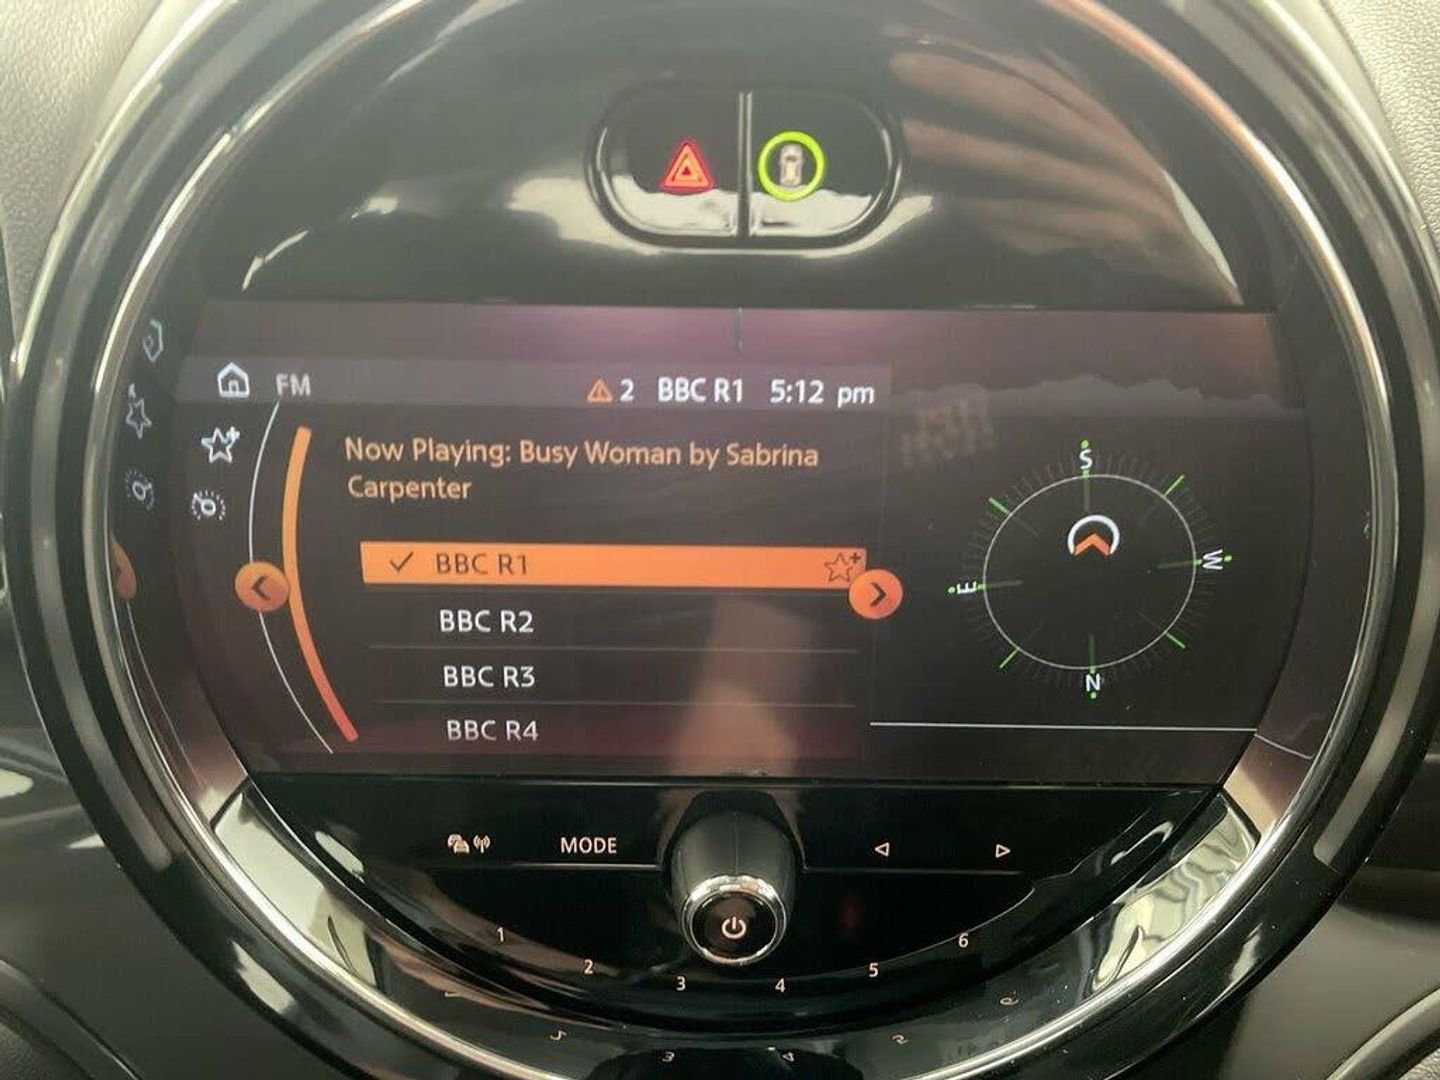 FM
2 BBC R1 5:12 pm
Now Playing: Busy Woman by Sabrina
Carpenter
BBC R1
BBC R2
BBC R3
BBC R4
S
W
E
N
MODE
1
2
3
4
5
6